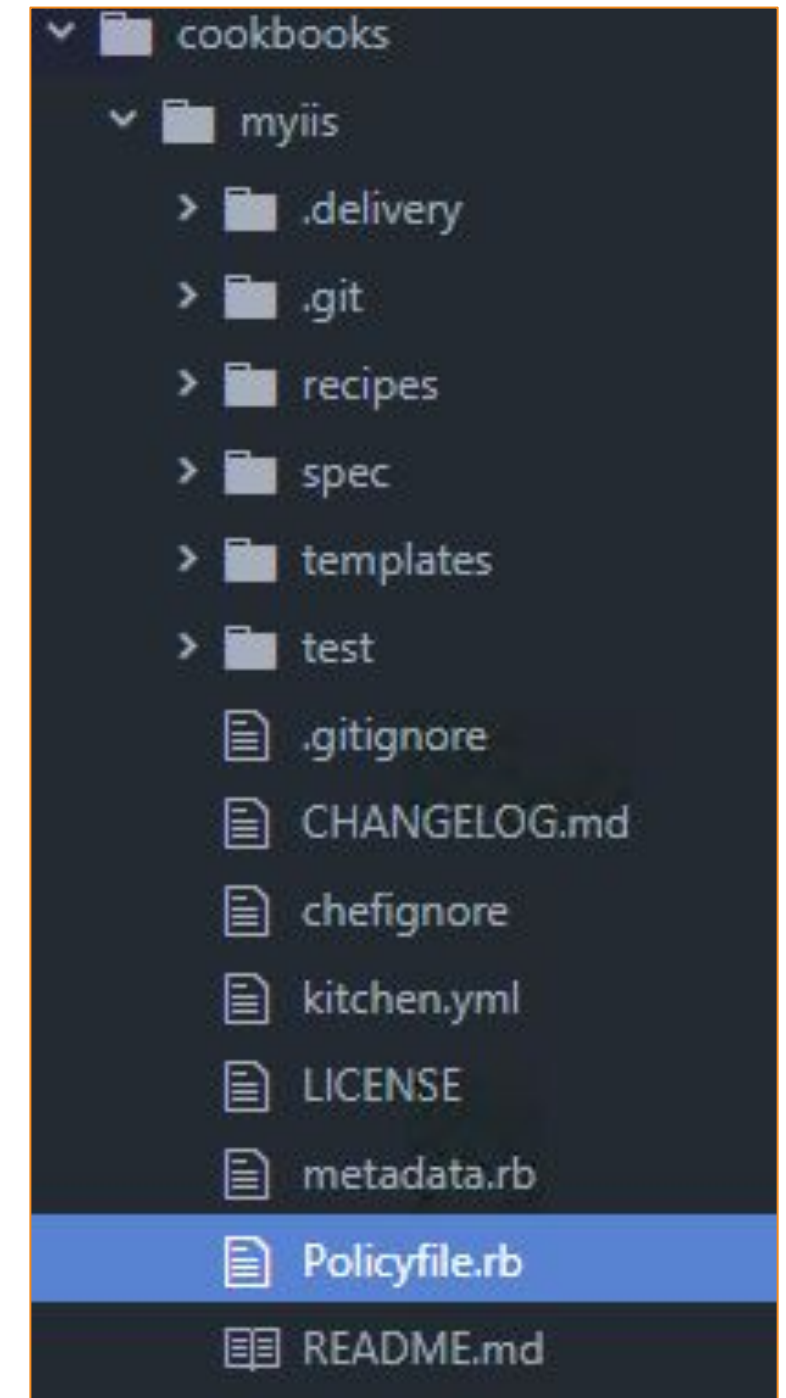 cookbooks
myiis
.delivery
.git
recipes
spec
templates
test
.gitignore
CHANGELOG.md
chefignore
kitchen.yml
LICENSE
metadata.rb
Policyfile.rb
README.md